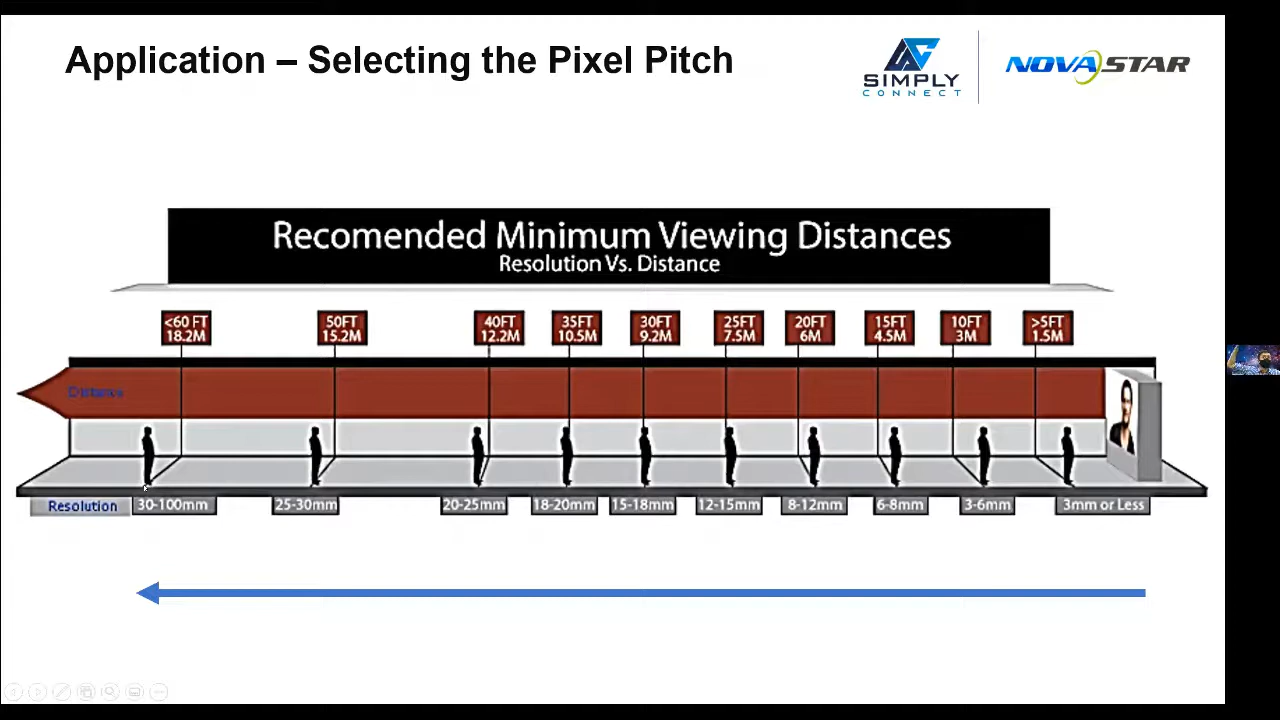 Application – Selecting the Pixel Pitch
SIMPLY
CONNECT
NOVASTAR
Recomended Minimum Viewing Distances
Resolution Vs. Distance
<60 FT
18.2M
50FT
15.2M
40FT
12.2M
35FT
10.5M
30FT
9.2M
25FT
7.5M
20FT
6M
15FT
4.5M
10FT
3M
>5FT
1.5M
Distance
Resolution
30-100mm
25-30mm
20-25mm
18-20mm
15-18mm
12-15mm
8-12mm
6-8mm
3-6mm
3mm or Less